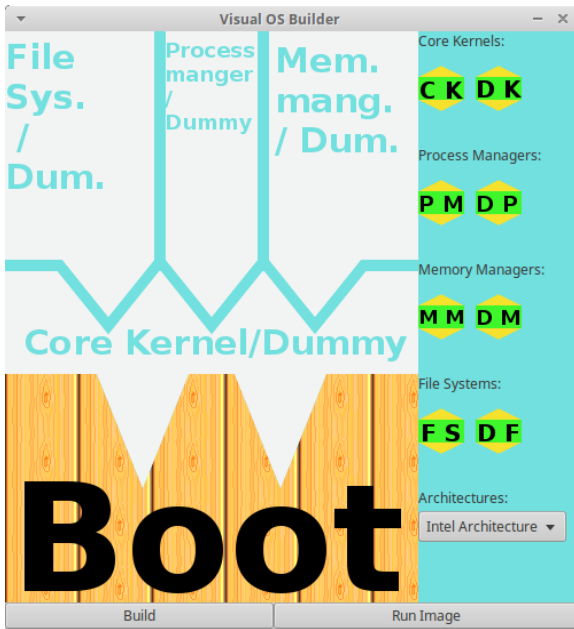 Visual OS Builder
File
Sys.
/
Dum.
Process
manger
/
Dummy
Mem.
mang.
/ Dum.
Core Kernel/Dummy
Boot
Core Kernels:
C K D K
Process Managers:
P M D P
Memory Managers:
M M D M
File Systems:
F S D F
Architectures:
Intel Architecture
Build
Run Image